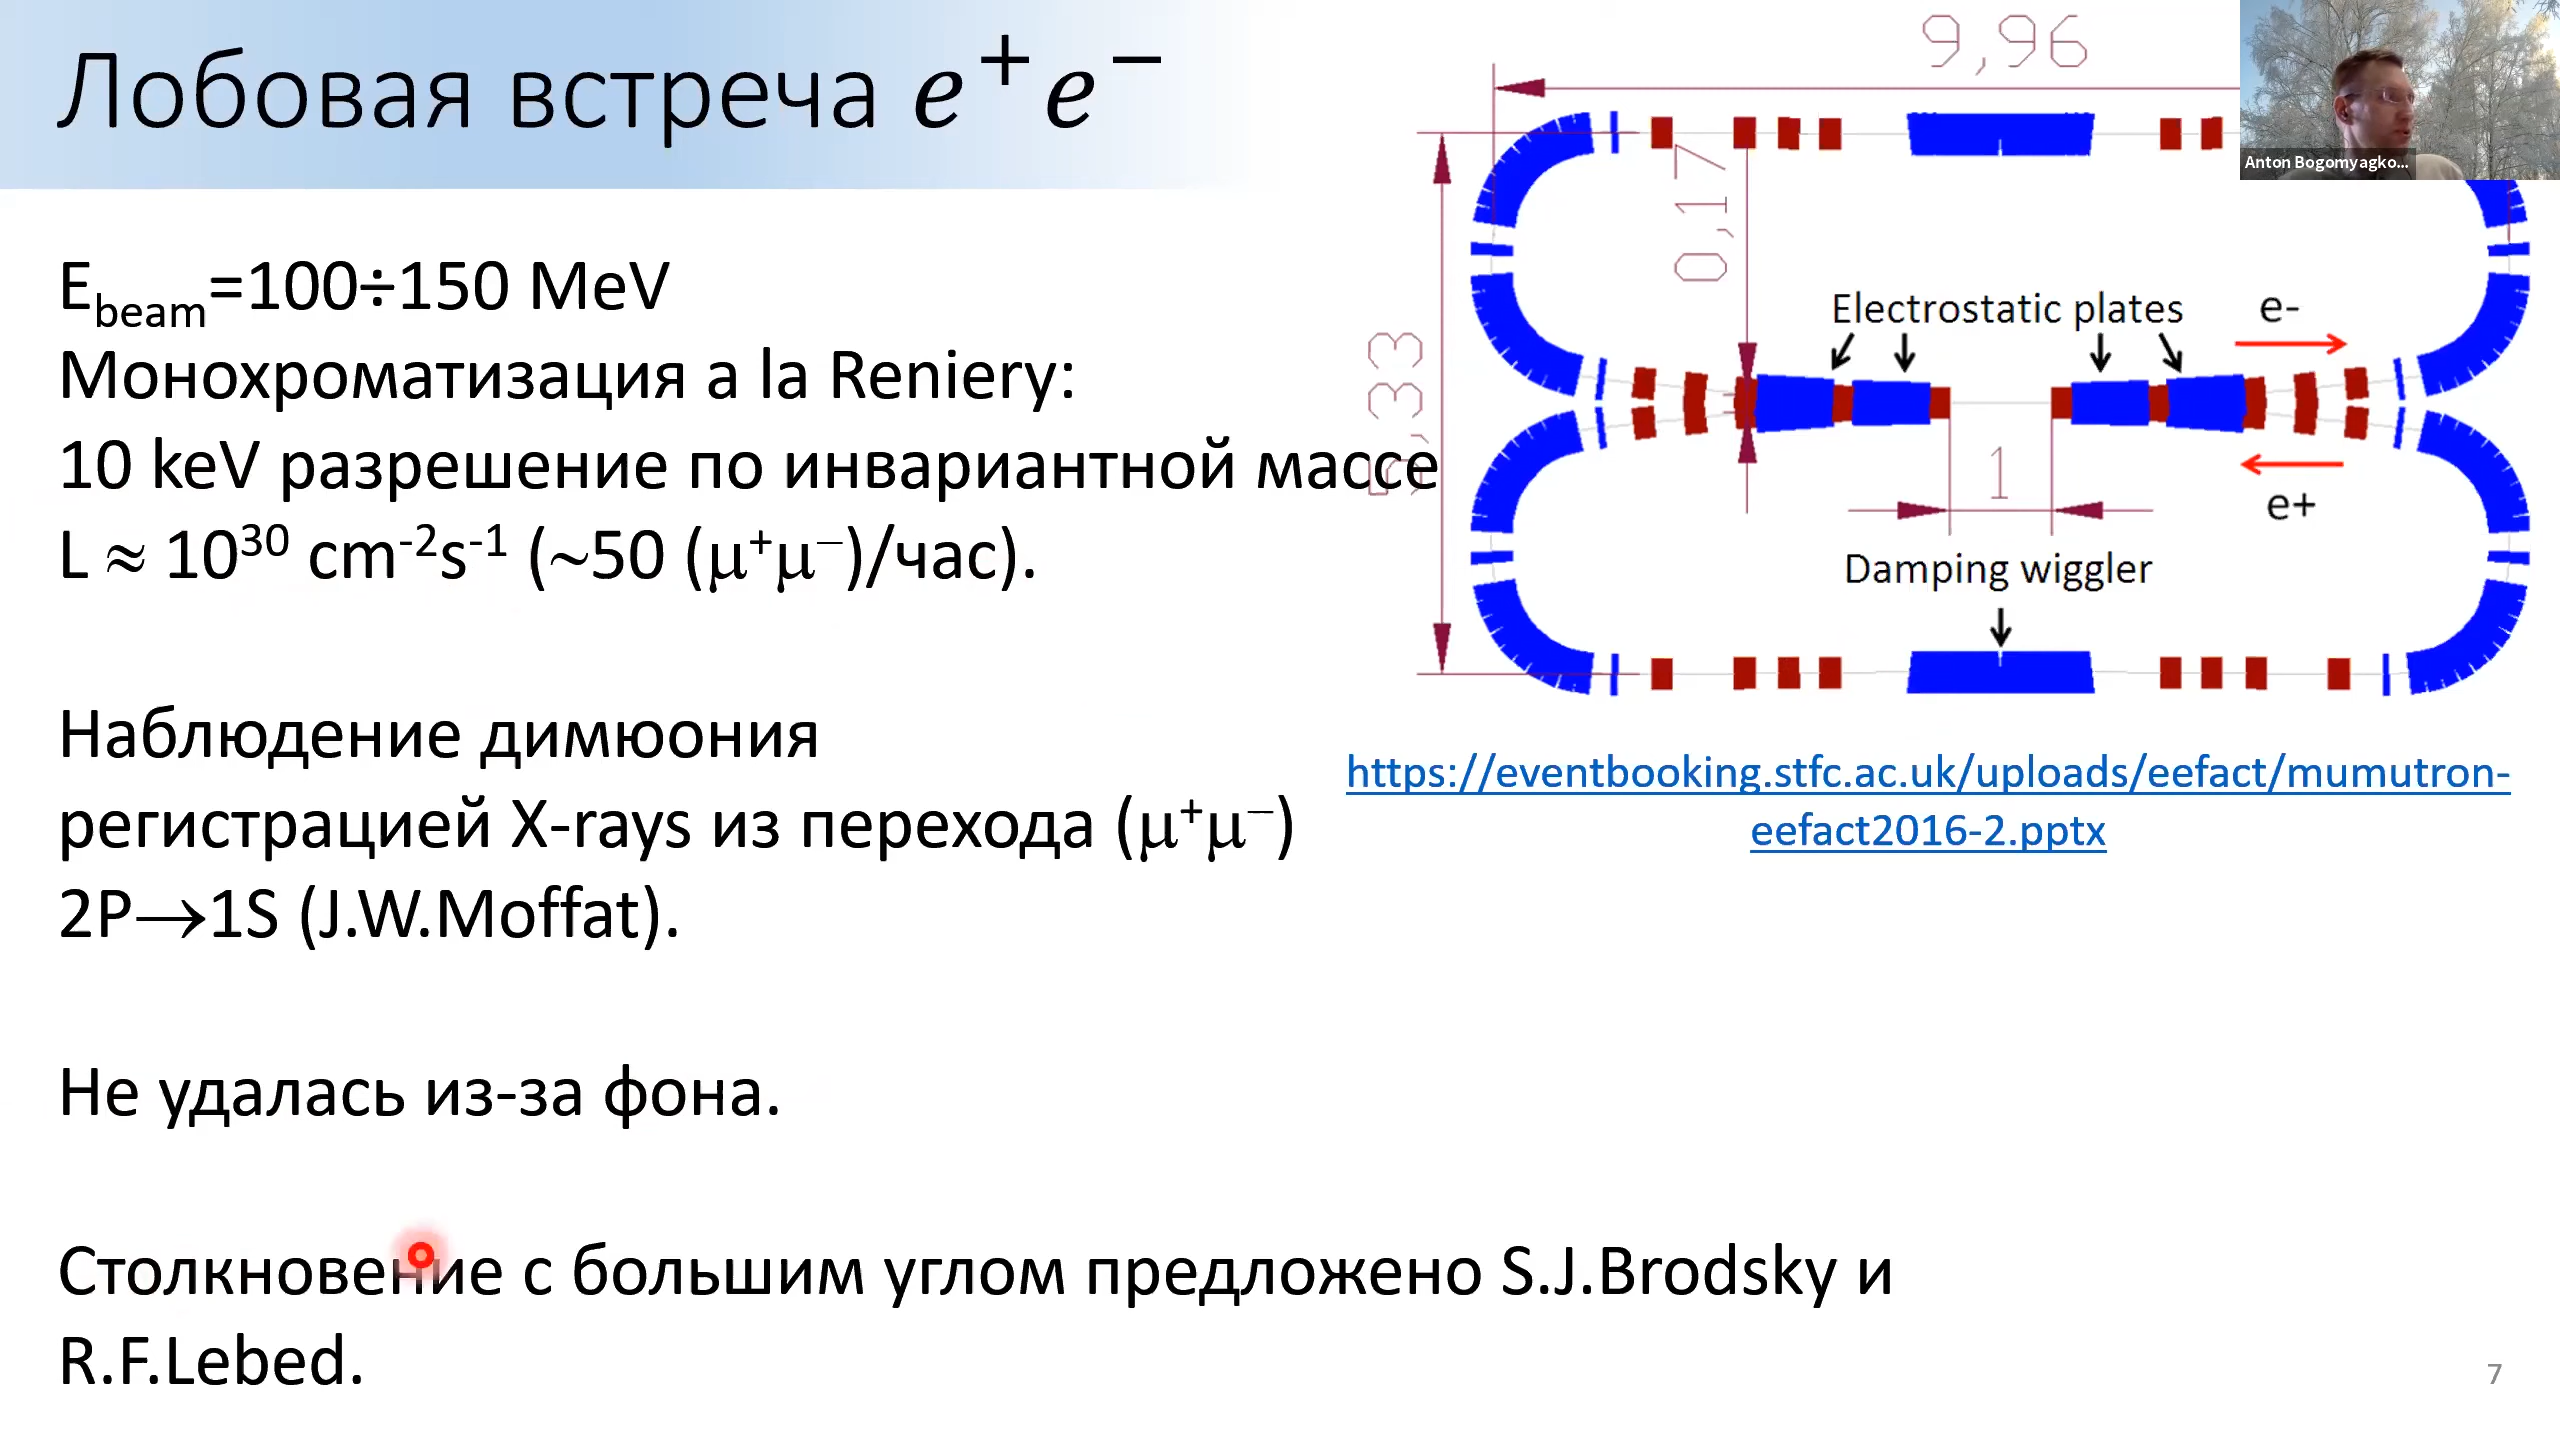 Лобовая встреча e⁺e⁻
9,96
Anton Bogomyagko...
0,17
E_beam=100÷150 MeV
Монохроматизация a la Reniery:
10 keV разрешение по инвариантной массе
L ≈ 10³⁰ cm⁻²s⁻¹ (~50 (μ⁺μ⁻)/час).
Electrostatic plates
e-
5,33
1
e+
Damping wiggler
Наблюдение димюония
регистрацией X-rays из перехода (μ⁺μ⁻)
2P→1S (J.W.Moffat).
https://eventbooking.stfc.ac.uk/uploads/eefact/mumutron-
eefact2016-2.pptx
Не удалась из-за фона.
Столкновение с большим углом предложено S.J.Brodsky и
R.F.Lebed.
7